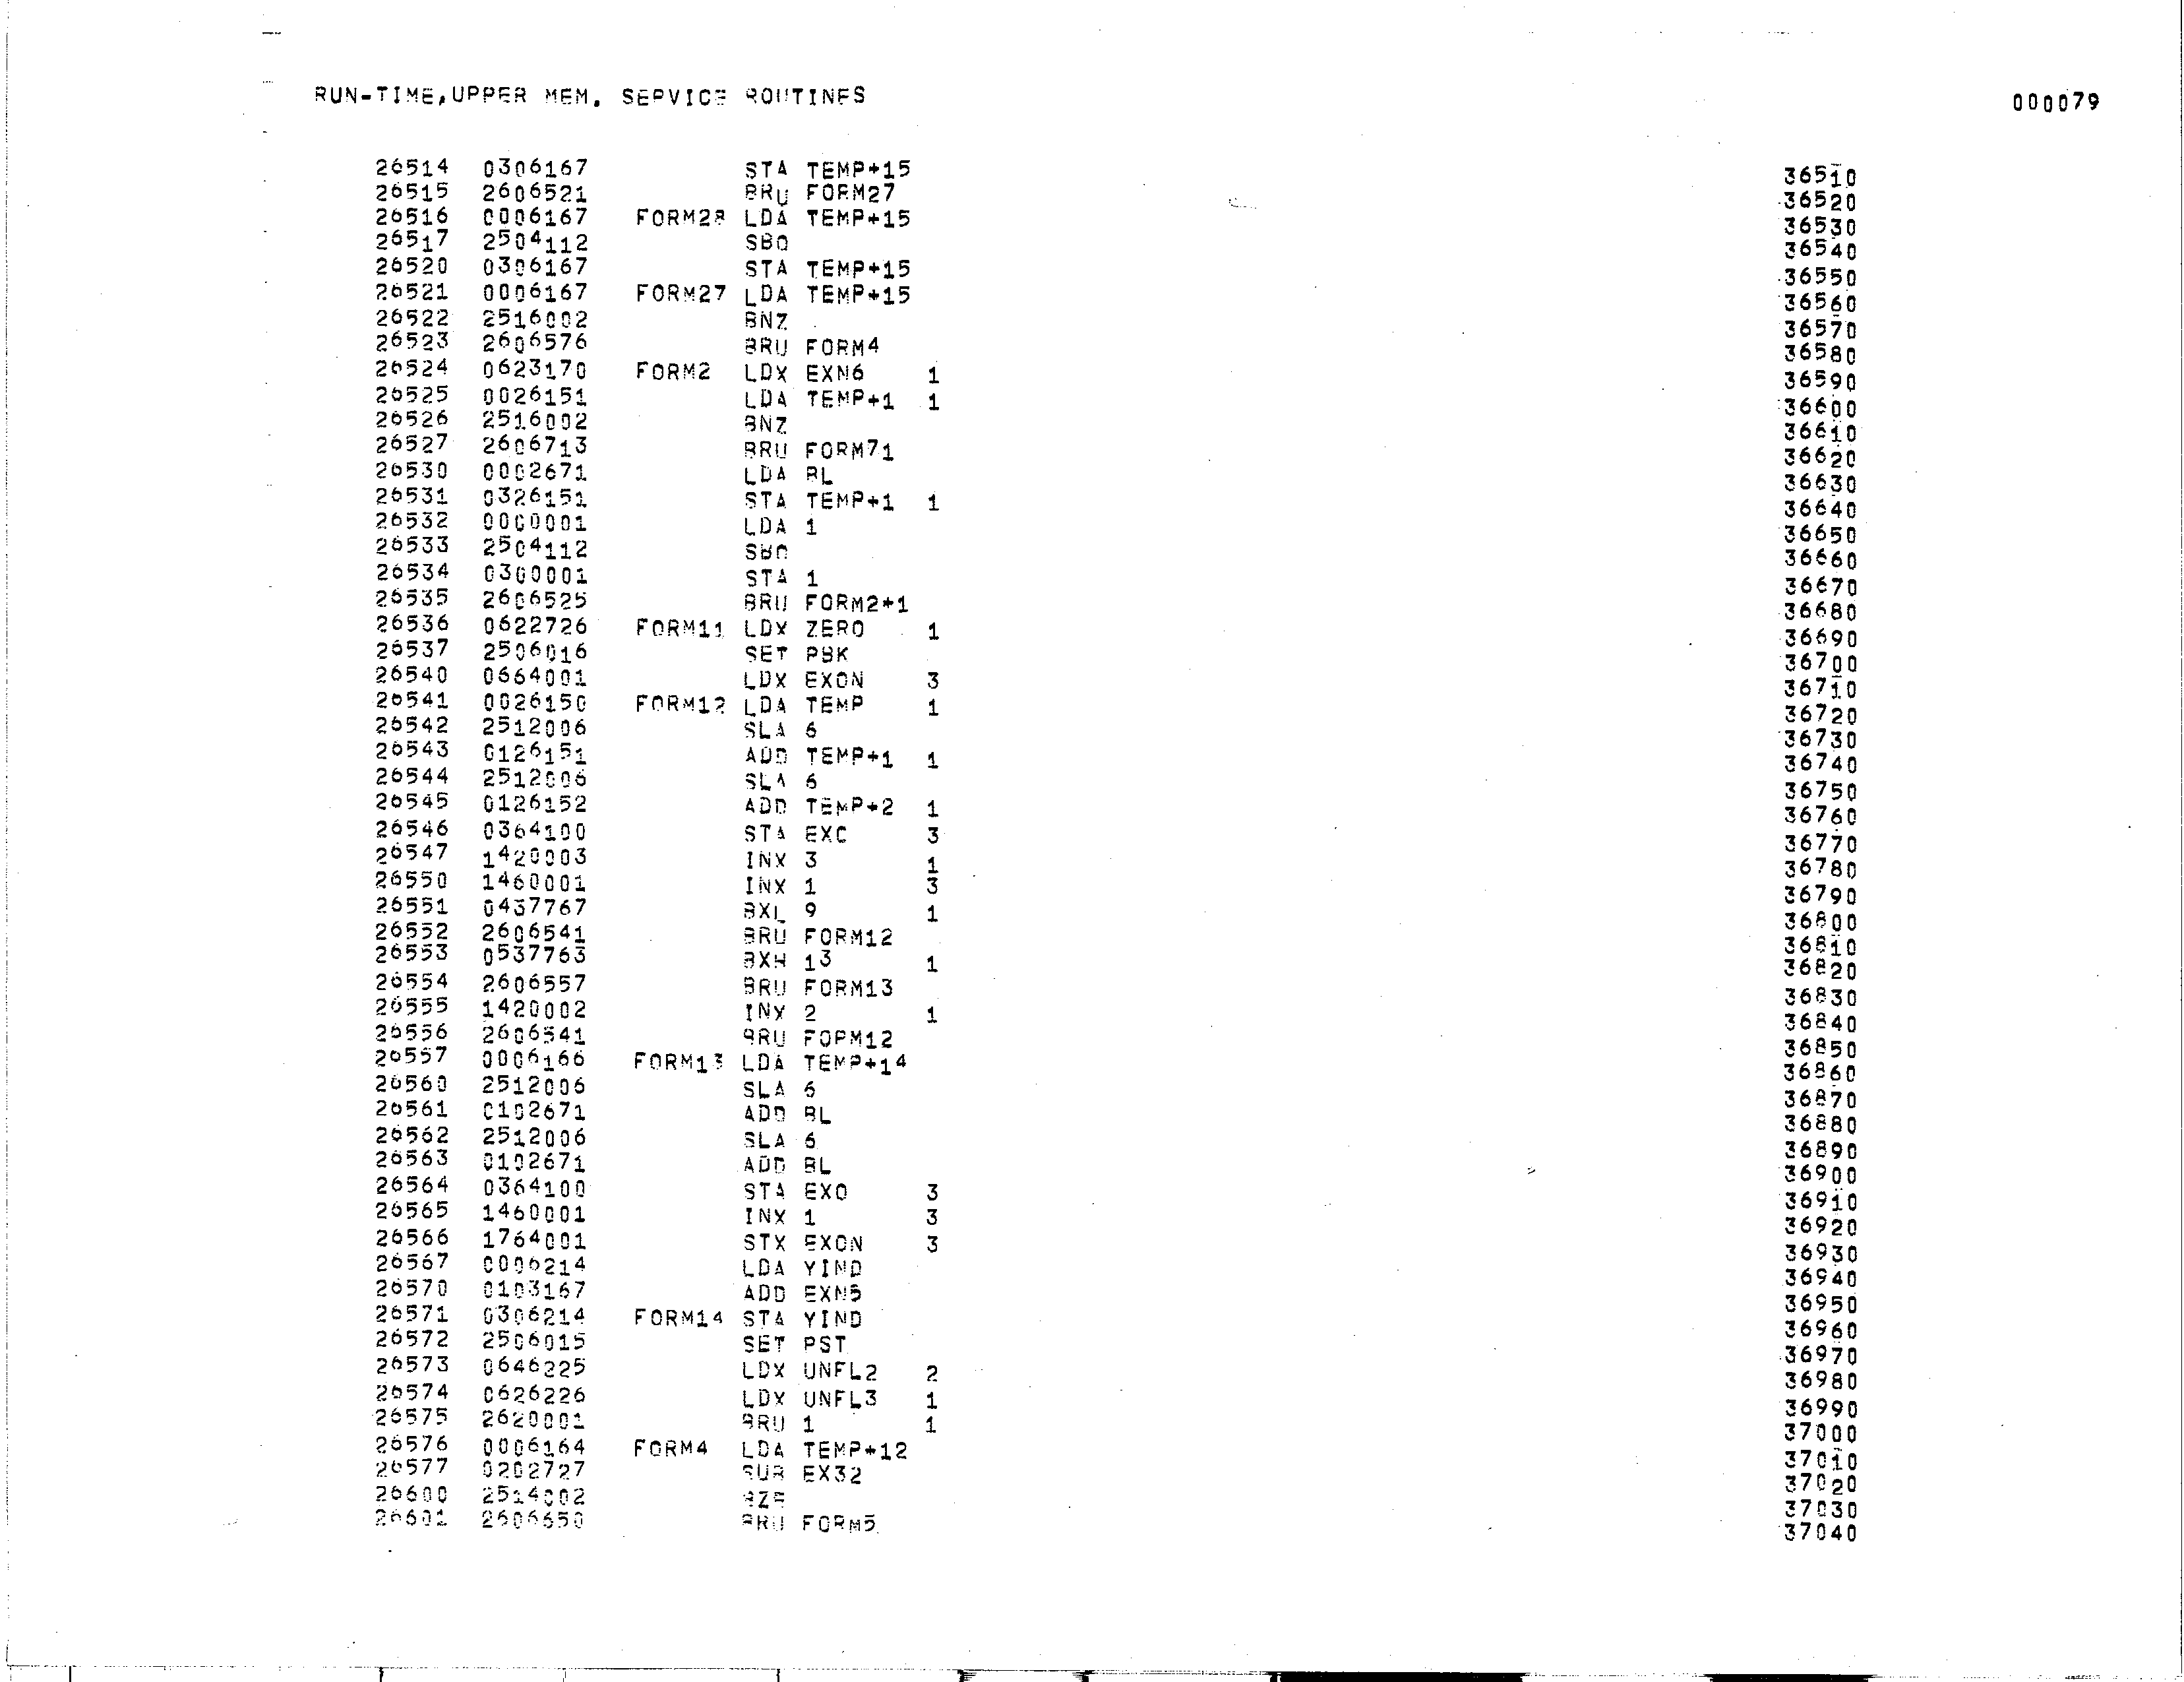 RUN-TIME,UPPER MEM. SERVICE ROUTINES 000079
26514 0306167 STA TEMP+15 36510
26515 2606521 BRU FORM27 36520
26516 0006167 FORM28 LDA TEMP+15 36530
26517 2504112 SBO 36540
26520 0306167 STA TEMP+15 36550
26521 0006167 FORM27 LDA TEMP+15 36560
26522 2516002 BNZ 36570
26523 2606576 BRU FORM4 36580
26524 0623170 FORM2 LDX EXN6 1 36590
26525 0026151 LDA TEMP+1 1 36600
26526 2516002 BNZ 36610
26527 2606713 BRU FORM71 36620
26530 0002671 LDA BL 36630
26531 0326151 STA TEMP+1 1 36640
26532 0000001 LDA 1 36650
26533 2504112 SBO 36660
26534 0300001 STA 1 36670
26535 2606525 BRU FORM2+1 36680
26536 0622726 FORM11 LDX ZERO 1 36690
26537 2506016 SET PBK 36700
26540 0664001 LDX EXON 3 36710
26541 0026150 FORM12 LDA TEMP 1 36720
26542 2512006 SLA 6 36730
26543 0126151 ADD TEMP+1 1 36740
26544 2512006 SLA 6 36750
26545 0126152 ADD TEMP+2 1 36760
26546 0364100 STA EXO 3 36770
26547 1420003 INX 3 1 36780
26550 1460001 INX 1 3 36790
26551 0437767 BXL 9 1 36800
26552 2606541 BRU FORM12 36810
26553 0537763 BXH 13 1 36820
26554 2606557 BRU FORM13 36830
26555 1420002 INX 2 1 36840
26556 2606541 BRU FORM12 36850
26557 0006166 FORM13 LDA TEMP+14 36860
26560 2512006 SLA 6 36870
26561 0102671 ADD BL 36880
26562 2512006 SLA 6 36890
26563 0102671 ADD BL 36900
26564 0364100 STA EXO 3 36910
26565 1460001 INX 1 3 36920
26566 1764001 STX EXON 3 36930
26567 0006214 LDA YIND 36940
26570 0103167 ADD EXN5 36950
26571 0306214 FORM14 STA YIND 36960
26572 2506015 SET PST 36970
26573 0646225 LDX UNFL2 2 36980
26574 0626226 LDX UNFL3 1 36990
26575 2620001 BRU 1 1 37000
26576 0006164 FORM4 LDA TEMP+12 37010
26577 0202727 SUB EX32 37020
26600 2514002 BZE 37030
26601 2606650 BRU FORM5 37040